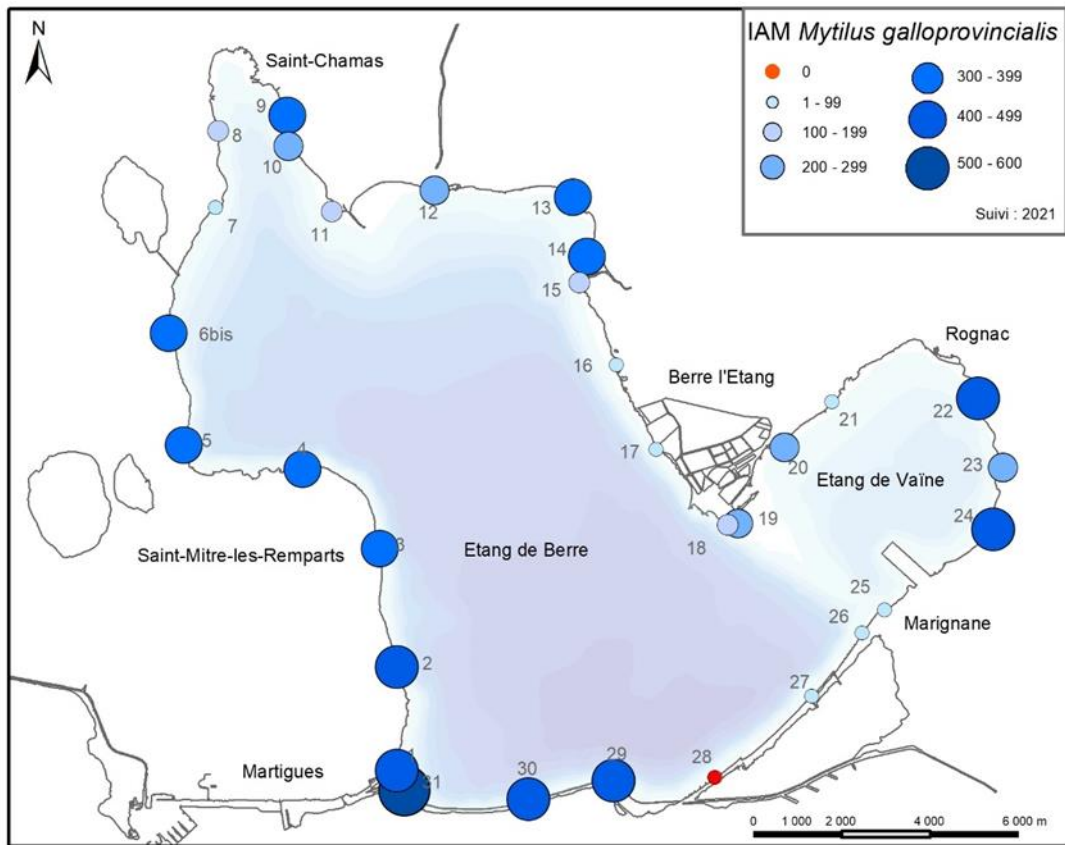 N
IAM Mytilus galloprovincialis
0
1 - 99
100 - 199
200 - 299
300 - 399
400 - 499
500 - 600
Suivi : 2021
Saint-Chamas
9
8
10
7
11
12
13
14
15
6bis
16
Rognac
Berre l'Etang
21
22
5
4
17
20
23
Etang de Vaïne
19
18
24
3
Saint-Mitre-les-Remparts
Etang de Berre
25
26
Marignane
2
27
1
Martigues
31
30
29
28
0 1 000 2 000 4 000 6 000 m